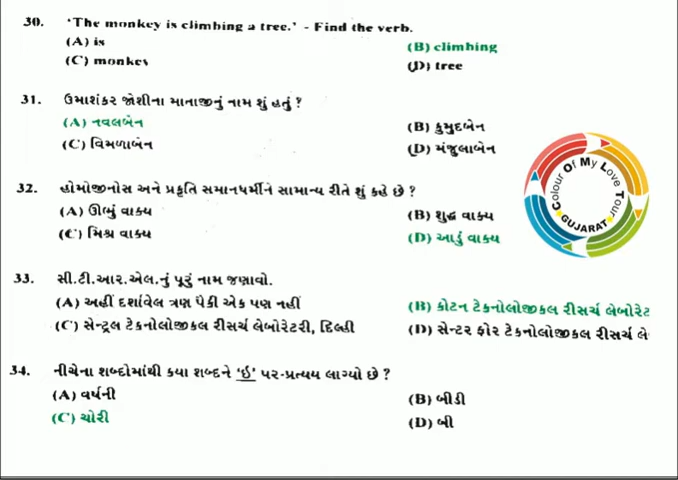 30. 'The monkey is climbing a tree.' - Find the verb.
(A) is (B) climbing
(C) monkey (D) tree
31. ઉમાશંકર જોશીના માતાજીનું નામ શું હતું ?
(A) નવલબેન (B) કુમુદબેન
(C) વિમળાબેન (D) મંજુલાબેન
32. હોમોજીનોસ અને પ્રકૃતિ સમાનધર્મીને સામાન્ય રીતે શું કહે છે ?
(A) ઊભું વાક્ય (B) શુદ્ધ વાક્ય
(C) મિશ્ર વાક્ય (D) આડું વાક્ય
Colour Of My Love Tour
GUJARAT
33. સી.ટી.આર.એલ.નું પૂરું નામ જણાવો.
(A) અહીં દર્શાવેલ ત્રણ પૈકી એક પણ નહીં (B) કોટન ટેકનોલોજીકલ રીસર્ચ લેબોરેટ
(C) સેન્ટ્રલ ટેકનોલોજીકલ રીસર્ચ લેબોરેટરી, દિલ્હી (D) સેન્ટર ફોર ટેકનોલોજીકલ રીસર્ચ લે
34. નીચેના શબ્દોમાંથી કયા શબ્દને 'ઈ' પર-પ્રત્યય લાગ્યો છે ?
(A) વર્ષની (B) બીડી
(C) ચોરી (D) બી